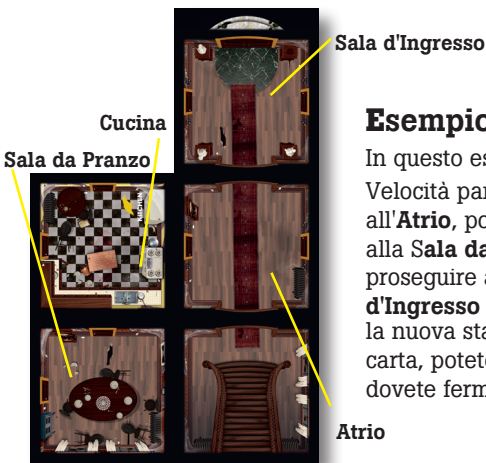 Sala d'Ingresso
Cucina
Sala da Pranzo
Atrio
Esempio
In questo es
Velocità par
all'Atrio, po
alla Sala da
proseguire a
d'Ingresso
la nuova sta
carta, potete
dovete ferm